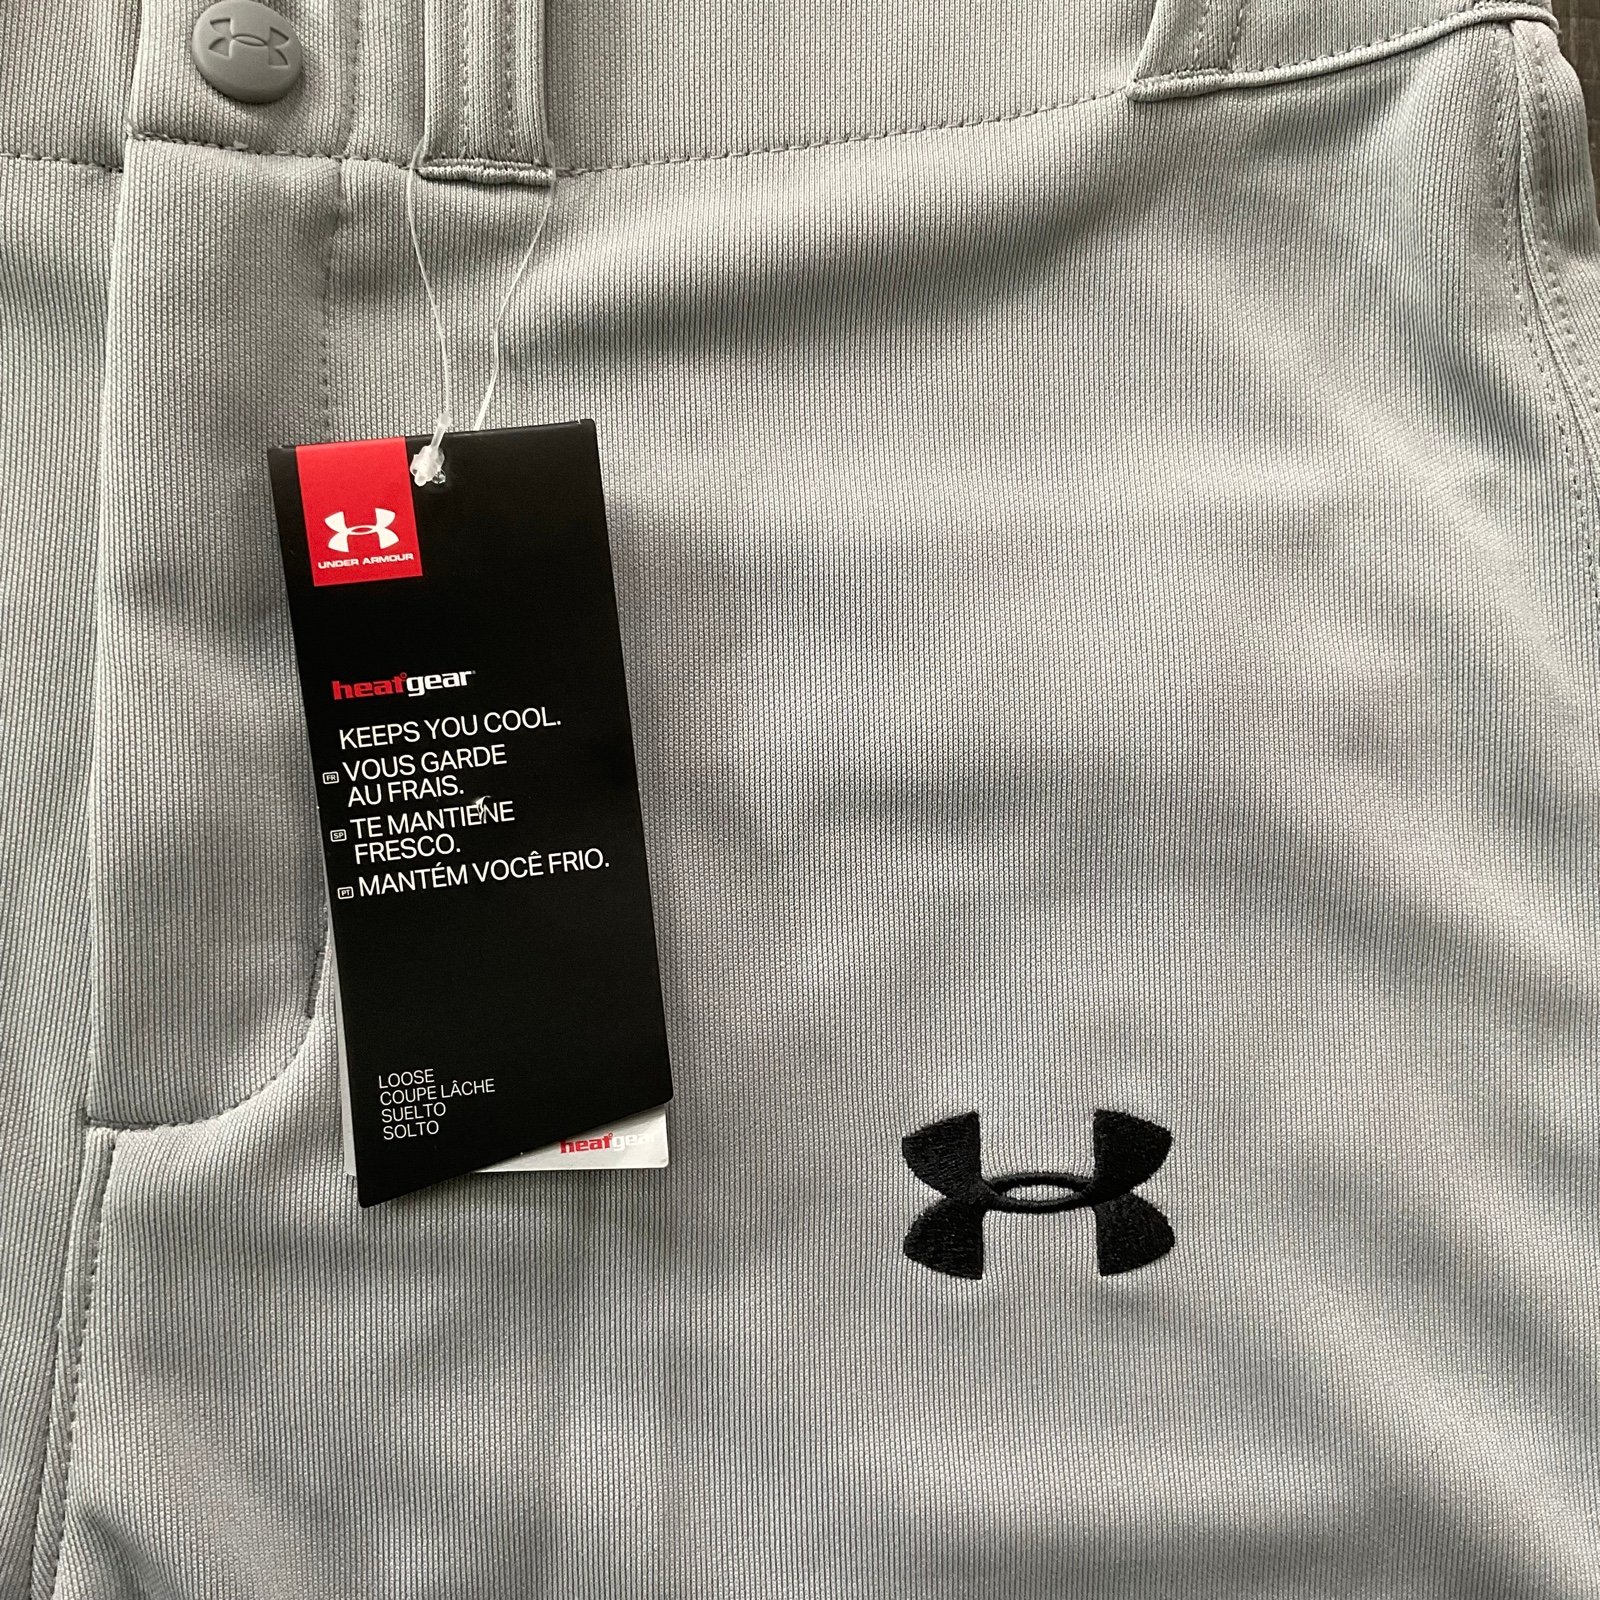 UNDER ARMOUR
heatgear
KEEPS YOU COOL.
FR VOUS GARDE
AU FRAIS.
SP TE MANTIENE
FRESCO.
PT MANTÉM VOCÊ FRIO.
LOOSE
COUPE LÂCHE
SUELTO
SOLTO
heatgear